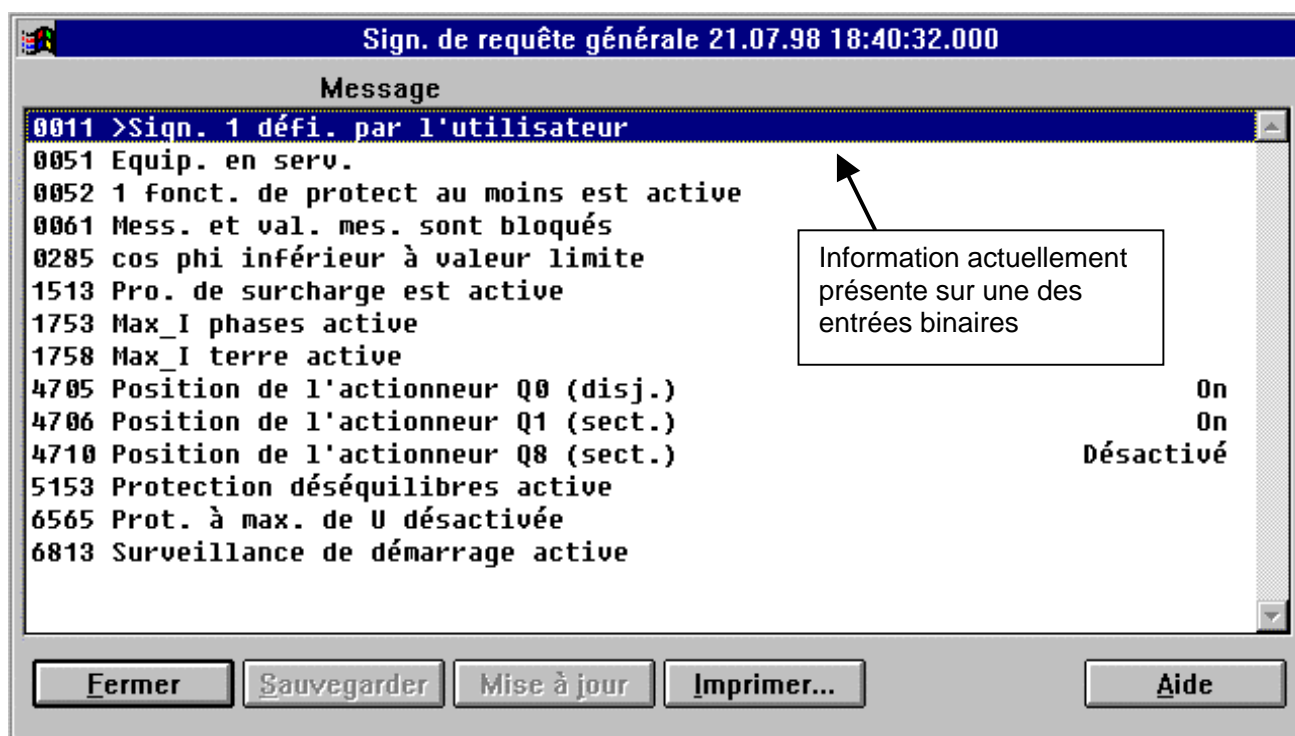 Sign. de requête générale 21.07.98 18:40:32.000
Message
0011 >Sign. 1 défi. par l'utilisateur
0051 Equip. en serv.
0052 1 fonct. de protect au moins est active
0061 Mess. et val. mes. sont bloqués
0285 cos phi inférieur à valeur limite
1513 Pro. de surcharge est active
1753 Max_I phases active
1758 Max_I terre active
4705 Position de l'actionneur Q0 (disj.) On
4706 Position de l'actionneur Q1 (sect.) On
4710 Position de l'actionneur Q8 (sect.) Désactivé
5153 Protection déséquilibres active
6565 Prot. à max. de U désactivée
6813 Surveillance de démarrage active
Information actuellement
présente sur une des
entrées binaires
Fermer Sauvegarder Mise à jour Imprimer... Aide